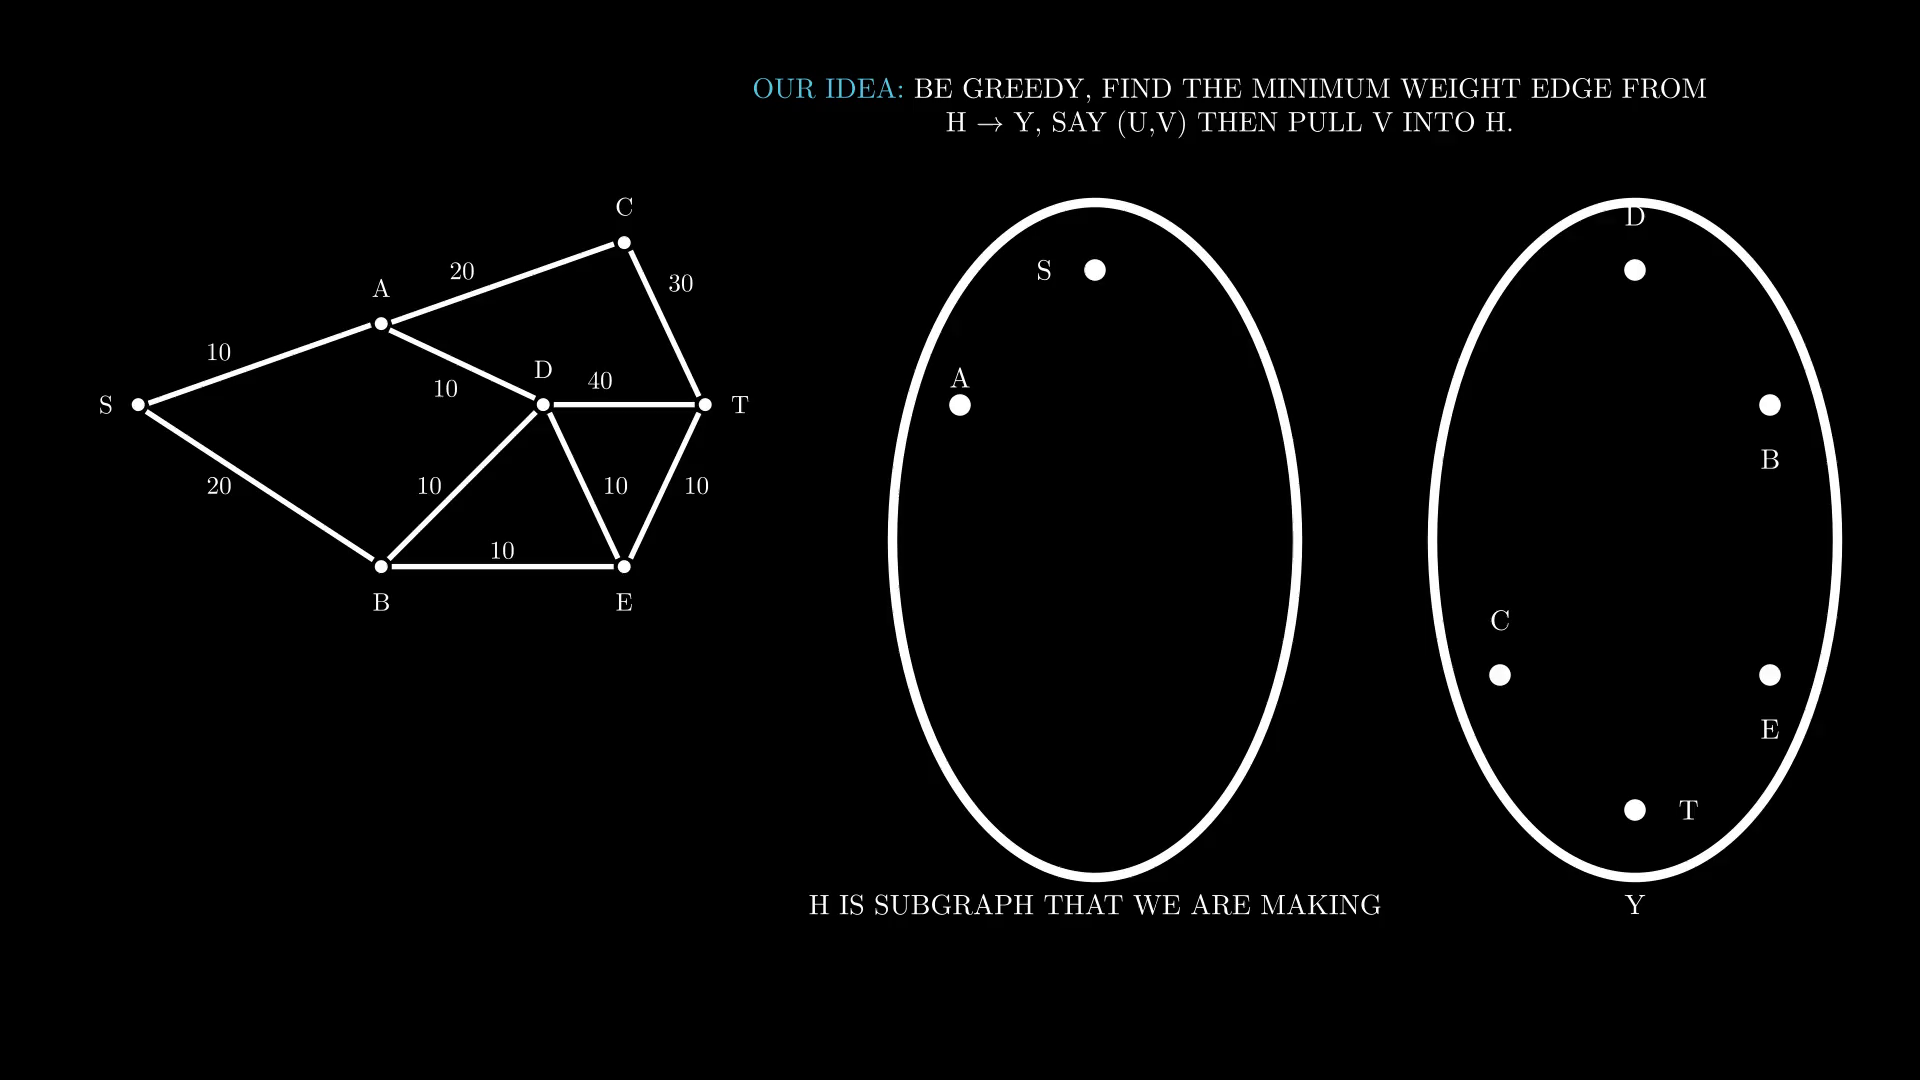 OUR IDEA: BE GREEDY, FIND THE MINIMUM WEIGHT EDGE FROM
H → Y, SAY (U,V) THEN PULL V INTO H.
C
20
30
A
10
D
40
10
S
T
20
10
10
10
10
B
E
S
A
H IS SUBGRAPH THAT WE ARE MAKING
D
B
C
E
T
Y